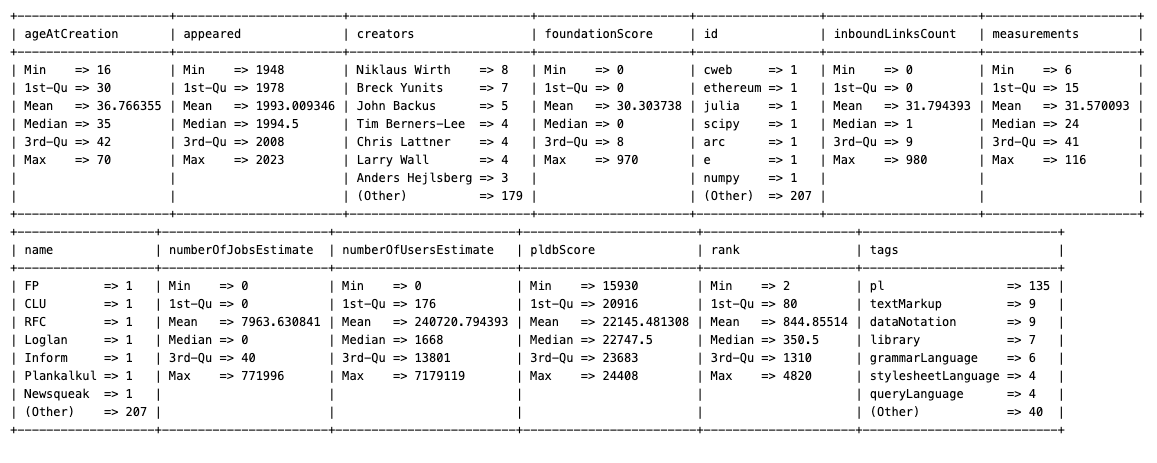 +------------------+-------------------+----------------------+------------------+----------------+-------------------+-------------------+
| ageAtCreation    | appeared          | creators             | foundationScore  | id             | inboundLinksCount | measurements      |
+------------------+-------------------+----------------------+------------------+----------------+-------------------+-------------------+
| Min    => 16     | Min    => 1948    | Niklaus Wirth    => 8 | Min    => 0      | cweb     => 1  | Min    => 0       | Min    => 6       |
| 1st-Qu => 30     | 1st-Qu => 1978    | Breck Yunits     => 7 | 1st-Qu => 0      | ethereum => 1  | 1st-Qu => 0       | 1st-Qu => 15      |
| Mean   => 36.766355 | Mean   => 1993.009346 | John Backus      => 5 | Mean   => 30.303738 | julia    => 1  | Mean   => 31.794393 | Mean   => 31.570093 |
| Median => 35     | Median => 1994.5  | Tim Berners-Lee  => 4 | Median => 0      | scipy    => 1  | Median => 1       | Median => 24      |
| 3rd-Qu => 42     | 3rd-Qu => 2008    | Chris Lattner    => 4 | 3rd-Qu => 8      | arc      => 1  | 3rd-Qu => 9       | 3rd-Qu => 41      |
| Max    => 70     | Max    => 2023    | Larry Wall       => 4 | Max    => 970    | e        => 1  | Max    => 980     | Max    => 116     |
|                  |                   | Anders Hejlsberg => 3 |                  | numpy    => 1  |                   |                   |
|                  |                   | (Other)          => 179 |                  | (Other)  => 207 |                   |                   |
+------------------+-------------------+----------------------+------------------+----------------+-------------------+-------------------+
+------------------+----------------------+-----------------------+------------------------+------------------+---------------------------+
| name             | numberOfJobsEstimate | numberOfUsersEstimate | pldbScore              | rank             | tags                      |
+------------------+----------------------+-----------------------+------------------------+------------------+---------------------------+
| FP         => 1  | Min    => 0          | Min    => 0           | Min    => 15930        | Min    => 2      | pl                 => 135 |
| CLU        => 1  | 1st-Qu => 0          | 1st-Qu => 176         | 1st-Qu => 20916        | 1st-Qu => 80     | textMarkup         => 9   |
| RFC        => 1  | Mean   => 7963.630841 | Mean   => 240720.794393 | Mean   => 22145.481308 | Mean   => 844.85514 | dataNotation       => 9   |
| Loglan     => 1  | Median => 0          | Median => 1668        | Median => 22747.5      | Median => 350.5  | library            => 7   |
| Inform     => 1  | 3rd-Qu => 40         | 3rd-Qu => 13801       | 3rd-Qu => 23683        | 3rd-Qu => 1310   | grammarLanguage    => 6   |
| Plankalkul => 1  | Max    => 771996     | Max    => 7179119     | Max    => 24408        | Max    => 4820   | stylesheetLanguage => 4   |
| Newsqueak  => 1  |                      |                       |                        |                  | queryLanguage      => 4   |
| (Other)    => 207 |                      |                       |                        |                  | (Other)            => 40  |
+------------------+----------------------+-----------------------+------------------------+------------------+---------------------------+